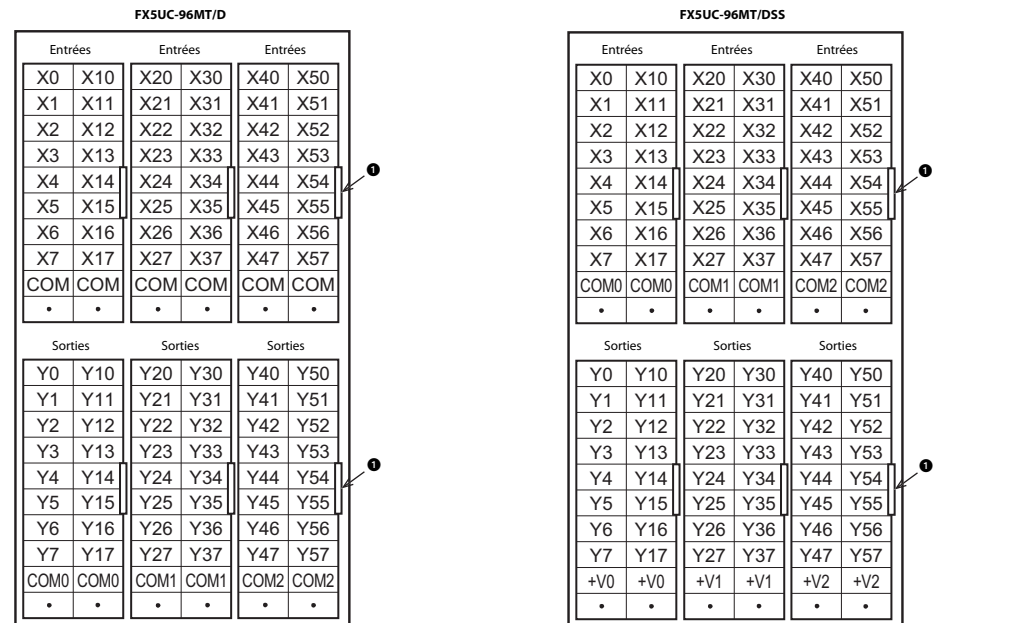 FX5UC-96MT/D
Entrées Entrées Entrées
X0 X10 X20 X30 X40 X50
X1 X11 X21 X31 X41 X51
X2 X12 X22 X32 X42 X52
X3 X13 X23 X33 X43 X53
❶
X4 X14 X24 X34 X44 X54
X5 X15 X25 X35 X45 X55
X6 X16 X26 X36 X46 X56
X7 X17 X27 X37 X47 X57
COM COM COM COM COM COM
• • • • • •
Sorties Sorties Sorties
Y0 Y10 Y20 Y30 Y40 Y50
Y1 Y11 Y21 Y31 Y41 Y51
Y2 Y12 Y22 Y32 Y42 Y52
Y3 Y13 Y23 Y33 Y43 Y53
❶
Y4 Y14 Y24 Y34 Y44 Y54
Y5 Y15 Y25 Y35 Y45 Y55
Y6 Y16 Y26 Y36 Y46 Y56
Y7 Y17 Y27 Y37 Y47 Y57
COM0 COM0 COM1 COM1 COM2 COM2
• • • • • •
FX5UC-96MT/DSS
Entrées Entrées Entrées
X0 X10 X20 X30 X40 X50
X1 X11 X21 X31 X41 X51
X2 X12 X22 X32 X42 X52
X3 X13 X23 X33 X43 X53
❶
X4 X14 X24 X34 X44 X54
X5 X15 X25 X35 X45 X55
X6 X16 X26 X36 X46 X56
X7 X17 X27 X37 X47 X57
COM0 COM0 COM1 COM1 COM2 COM2
• • • • • •
Sorties Sorties Sorties
Y0 Y10 Y20 Y30 Y40 Y50
Y1 Y11 Y21 Y31 Y41 Y51
Y2 Y12 Y22 Y32 Y42 Y52
Y3 Y13 Y23 Y33 Y43 Y53
❶
Y4 Y14 Y24 Y34 Y44 Y54
Y5 Y15 Y25 Y35 Y45 Y55
Y6 Y16 Y26 Y36 Y46 Y56
Y7 Y17 Y27 Y37 Y47 Y57
+V0 +V0 +V1 +V1 +V2 +V2
• • • • • •